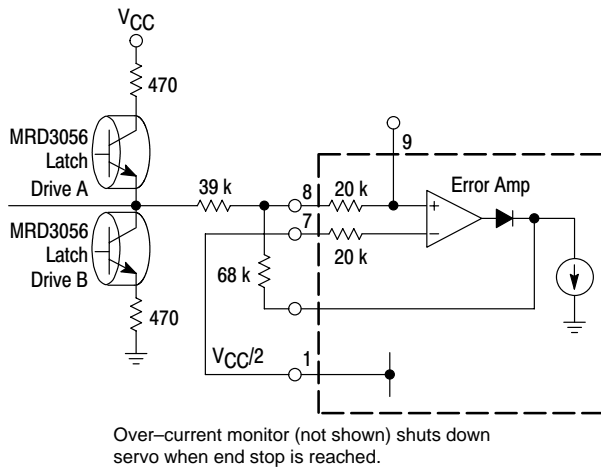 VCC
470
MRD3056
Latch
Drive A
MRD3056
Latch
Drive B
470
39 k
68 k
8
7
20 k
20 k
9
Error Amp
+
−
VCC/2
1
Over–current monitor (not shown) shuts down
servo when end stop is reached.